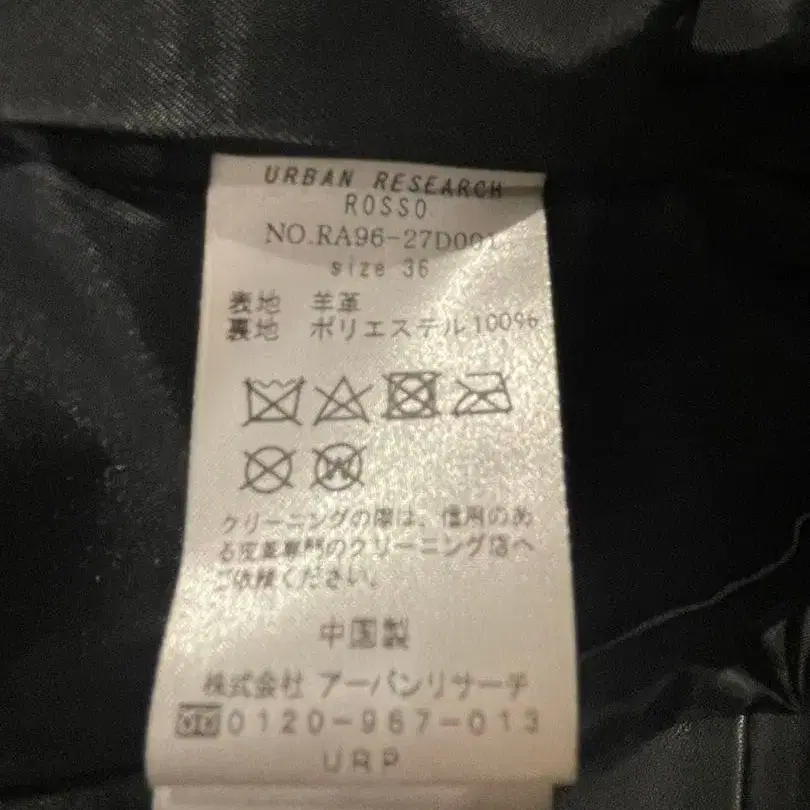 URBAN RESEARCH
ROSSO
NO.RA96-27D001
size 36
表地 羊革
裏地 ポリエステル100%
クリーニングの際は、信用のあ
る皮革専門のクリーニング店へ
ご依頼ください。
中国製
株式会社 アーバンリサーチ
0120-967-013
URP